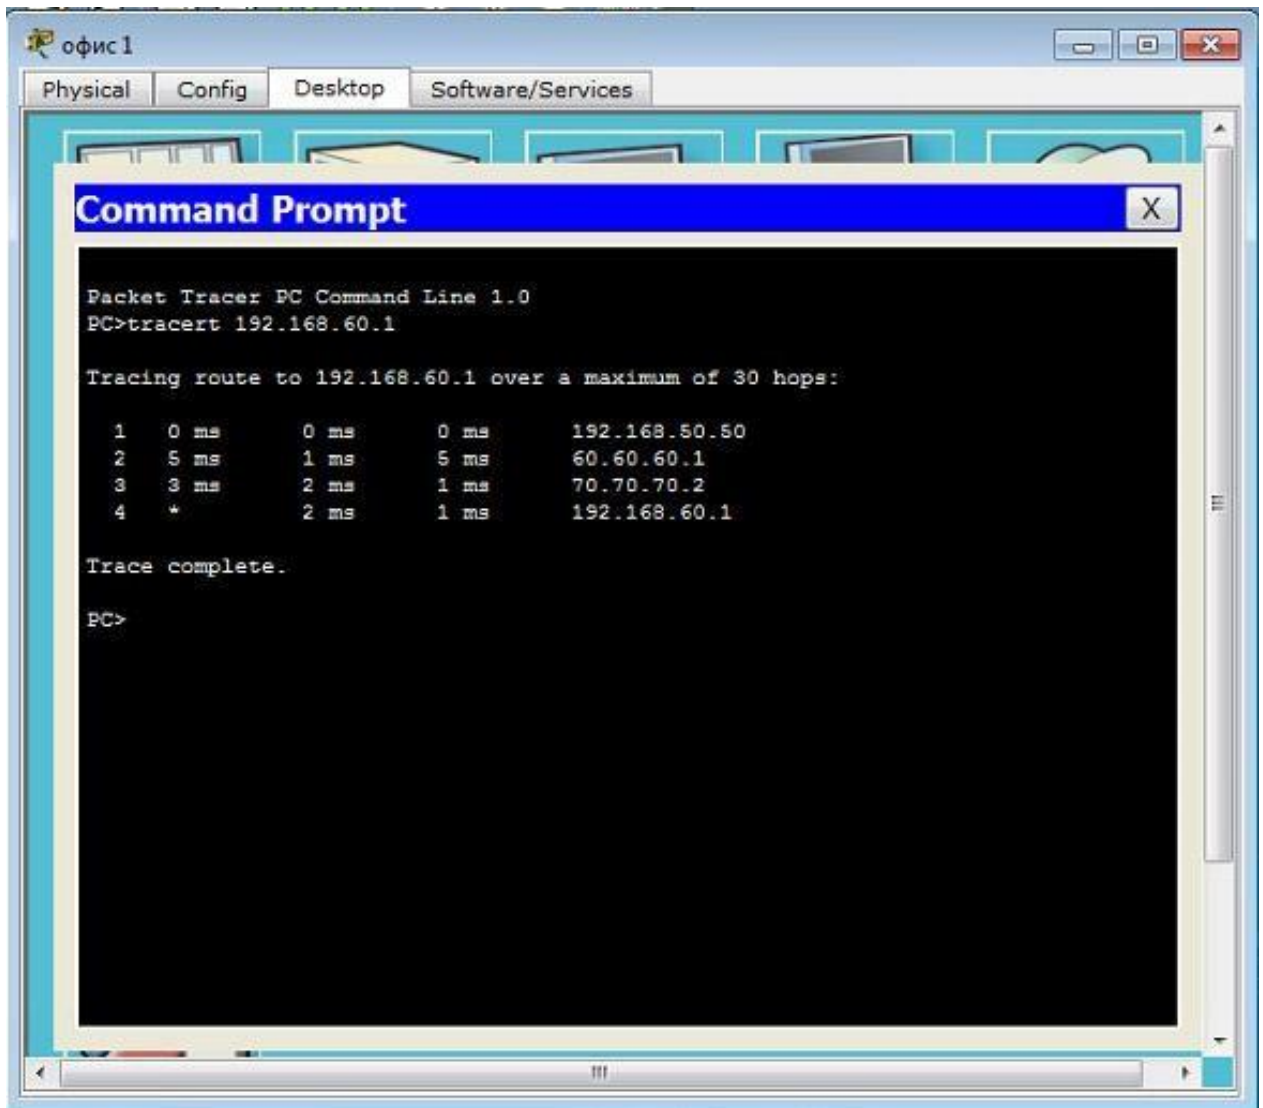 офис 1
Physical Config Desktop Software/Services
Command Prompt X
Packet Tracer PC Command Line 1.0
PC>tracert 192.168.60.1
Tracing route to 192.168.60.1 over a maximum of 30 hops:
1 0 ms 0 ms 0 ms 192.168.50.50
2 5 ms 1 ms 5 ms 60.60.60.1
3 3 ms 2 ms 1 ms 70.70.70.2
4 * 2 ms 1 ms 192.168.60.1
Trace complete.
PC>